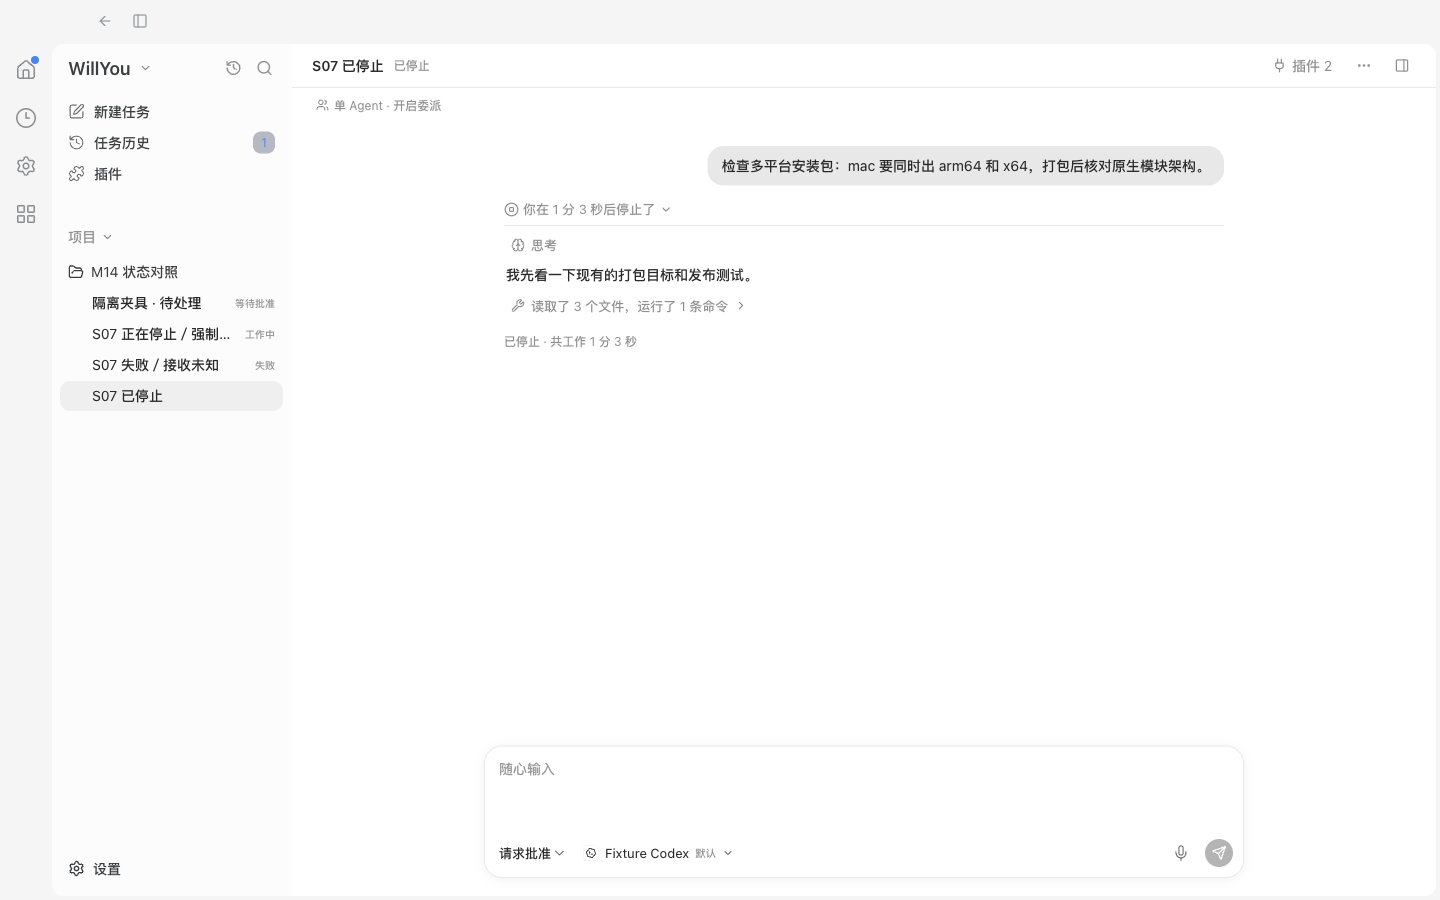 WillYou
新建任务
任务历史 1
插件
项目
M14 状态对照
隔离夹具 · 待处理 等待批准
S07 正在停止 / 强制... 工作中
S07 失败 / 接收未知 失败
S07 已停止
设置
S07 已停止 已停止
插件 2
单 Agent · 开启委派
检查多平台安装包：mac 要同时出 arm64 和 x64，打包后核对原生模块架构。
你在 1 分 3 秒后停止了
思考
我先看一下现有的打包目标和发布测试。
读取了 3 个文件，运行了 1 条命令
已停止 · 共工作 1 分 3 秒
随心输入
请求批准 Fixture Codex 默认